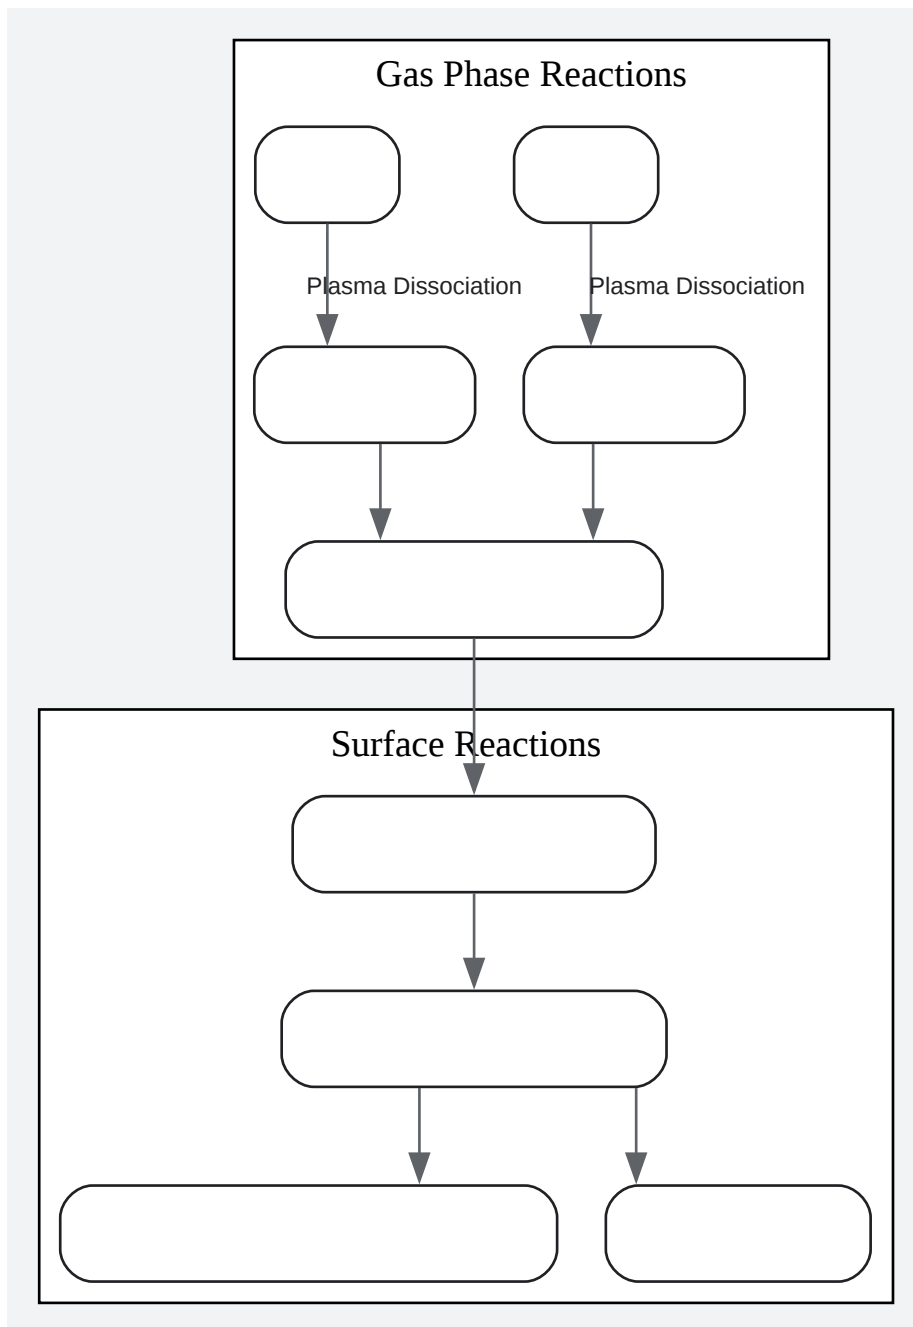 Gas Phase Reactions
Plasma Dissociation
Plasma Dissociation
Surface Reactions